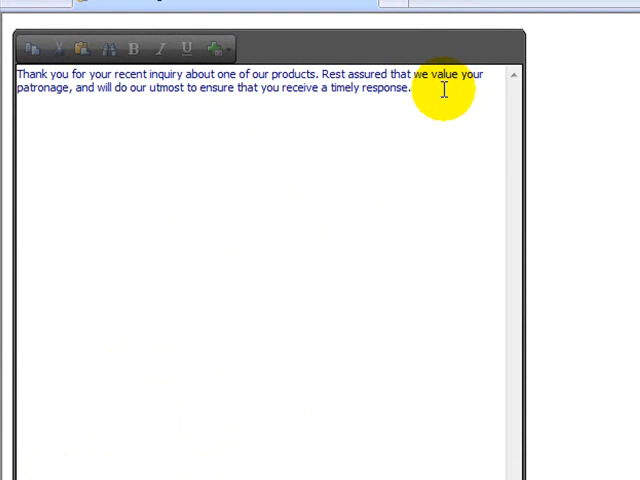 B I U
Thank you for your recent inquiry about one of our products. Rest assured that we value your
patronage, and will do our utmost to ensure that you receive a timely response.